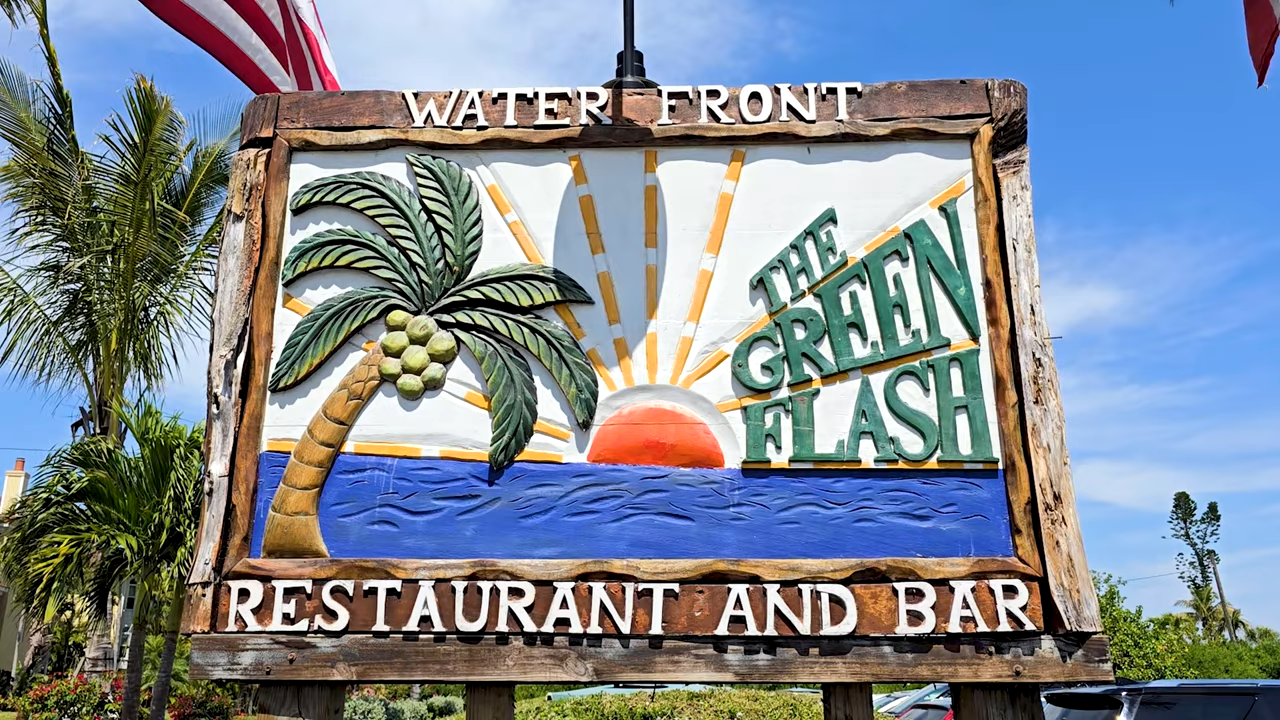 WATER FRONT
THE
GREEN
FLASH
RESTAURANT AND BAR